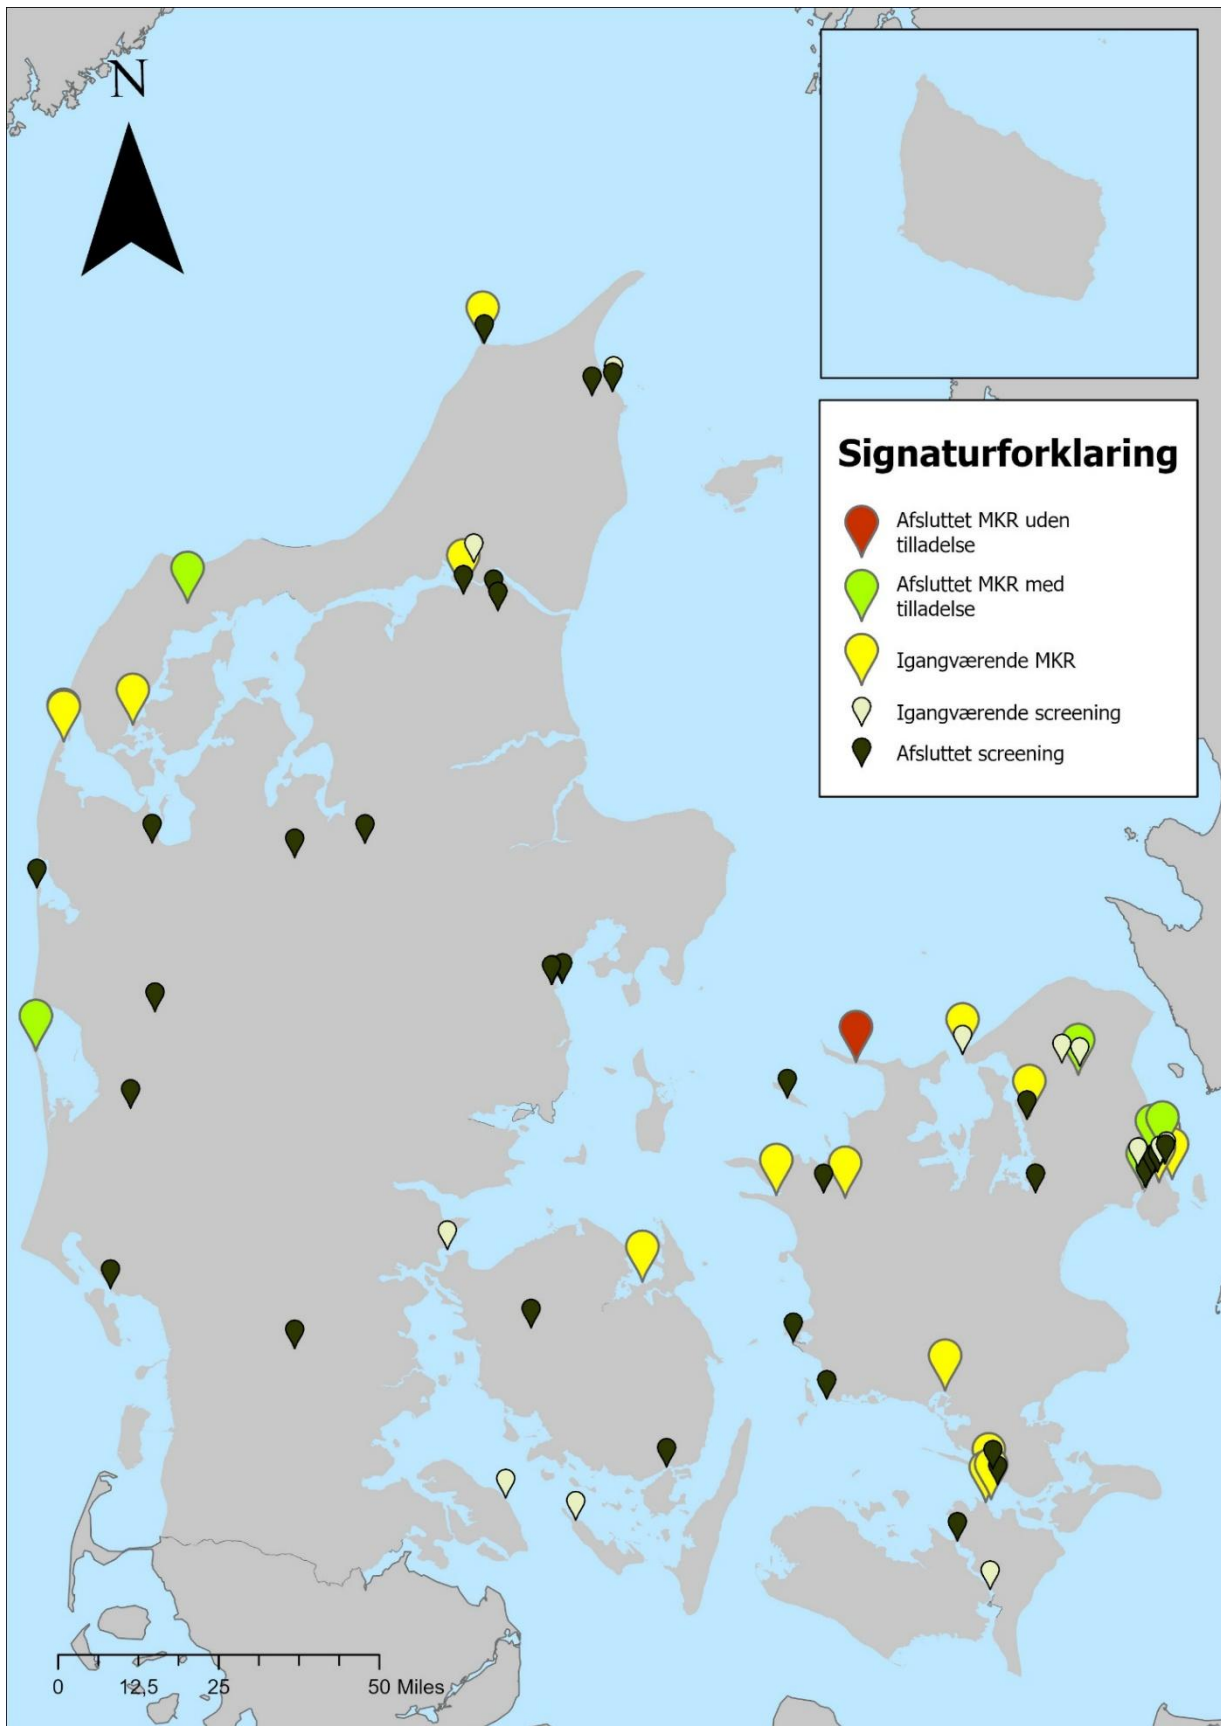 N
Signaturforklaring
Afsluttet MKR uden
tilladelse
Afsluttet MKR med
tilladelse
Igangværende MKR
Igangværende screening
Afsluttet screening
0 12,5 25 50 Miles